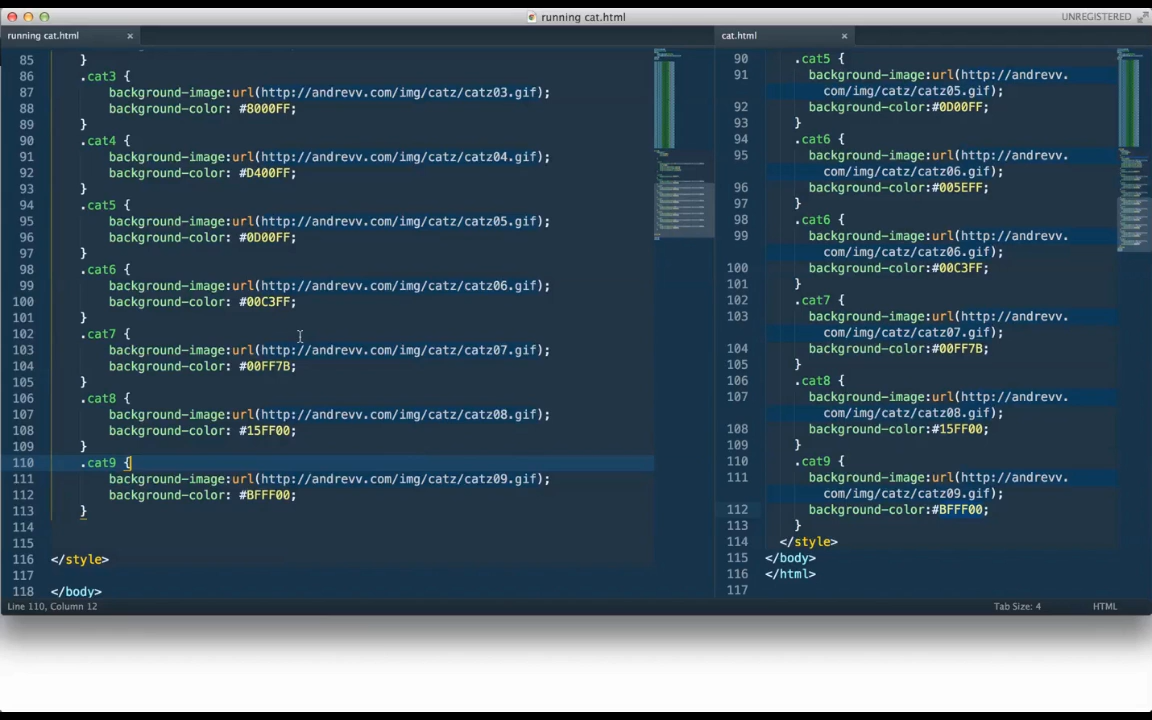 running cat.html
UNREGISTERED
running cat.html ×
85 }
86 .cat3 {
87 background-image:url(http://andrevv.com/img/catz/catz03.gif);
88 background-color: #8000FF;
89 }
90 .cat4 {
91 background-image:url(http://andrevv.com/img/catz/catz04.gif);
92 background-color: #D400FF;
93 }
94 .cat5 {
95 background-image:url(http://andrevv.com/img/catz/catz05.gif);
96 background-color: #0D00FF;
97 }
98 .cat6 {
99 background-image:url(http://andrevv.com/img/catz/catz06.gif);
100 background-color: #00C3FF;
101 }
102 .cat7 {
103 background-image:url(http://andrevv.com/img/catz/catz07.gif);
104 background-color: #00FF7B;
105 }
106 .cat8 {
107 background-image:url(http://andrevv.com/img/catz/catz08.gif);
108 background-color: #15FF00;
109 }
110 .cat9 {
111 background-image:url(http://andrevv.com/img/catz/catz09.gif);
112 background-color: #BFFF00;
113 }
114
115
116 </style>
117
118 </body>
cat.html ×
90 .cat5 {
91 background-image:url(http://andrevv.
com/img/catz/catz05.gif);
92 background-color:#0D00FF;
93 }
94 .cat6 {
95 background-image:url(http://andrevv.
com/img/catz/catz06.gif);
96 background-color:#005EFF;
97 }
98 .cat6 {
99 background-image:url(http://andrevv.
com/img/catz/catz06.gif);
100 background-color:#00C3FF;
101 }
102 .cat7 {
103 background-image:url(http://andrevv.
com/img/catz/catz07.gif);
104 background-color:#00FF7B;
105 }
106 .cat8 {
107 background-image:url(http://andrevv.
com/img/catz/catz08.gif);
108 background-color:#15FF00;
109 }
110 .cat9 {
111 background-image:url(http://andrevv.
com/img/catz/catz09.gif);
112 background-color:#BFFF00;
113 }
114 </style>
115 </body>
116 </html>
117
Line 110, Column 12
Tab Size: 4
HTML